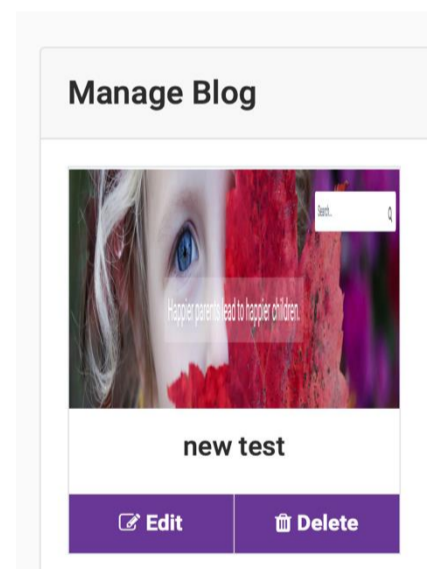 Manage Blog
Search...
Happier parents lead to happier children.
new test
Edit
Delete